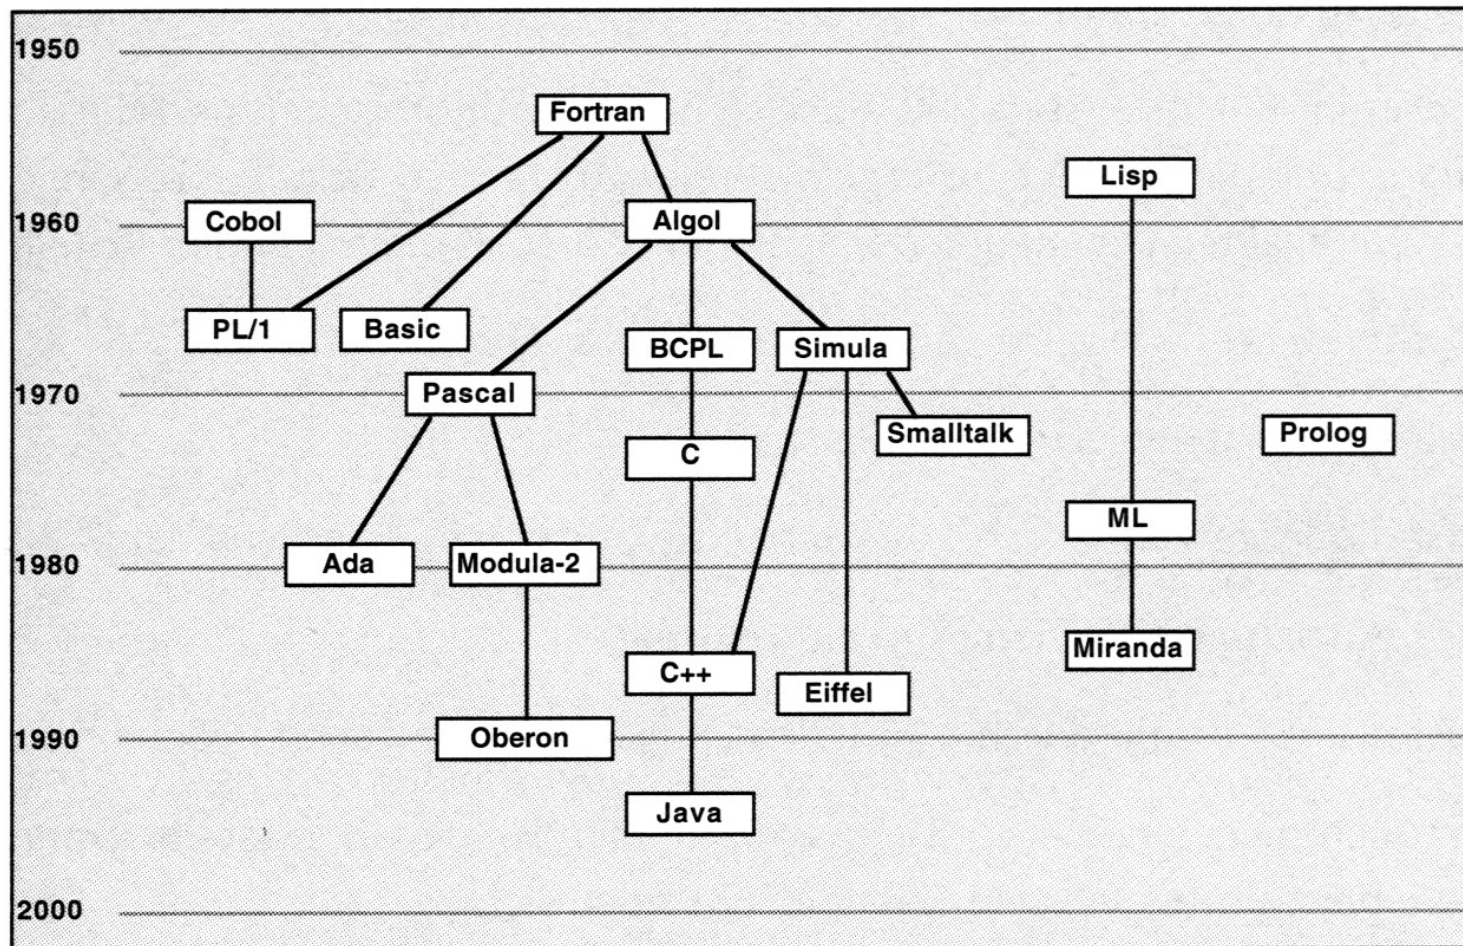 1950
Fortran
Lisp
1960
Cobol
Algol
PL/1
Basic
BCPL
Simula
1970
Pascal
Smalltalk
Prolog
C
ML
1980
Ada
Modula-2
Miranda
C++
Eiffel
1990
Oberon
Java
2000